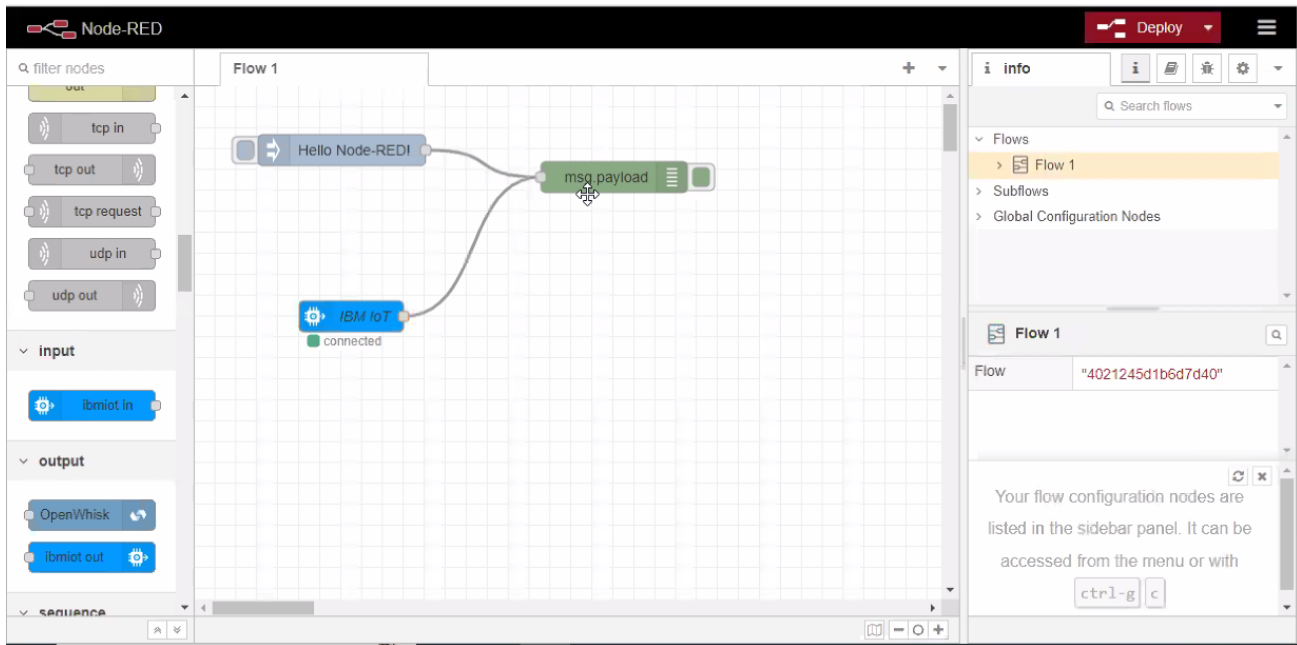 Node-RED
Deploy
filter nodes
Flow 1
info
i
out
tcp in
tcp out
tcp request
udp in
udp out
input
ibmiot in
output
OpenWhisk
ibmiot out
sequence
Hello Node-RED!
msg.payload
IBM IoT
connected
Search flows
Flows
Flow 1
Subflows
Global Configuration Nodes
Flow 1
Flow "4021245d1b6d7d40"
Your flow configuration nodes are
listed in the sidebar panel. It can be
accessed from the menu or with
ctrl-g c